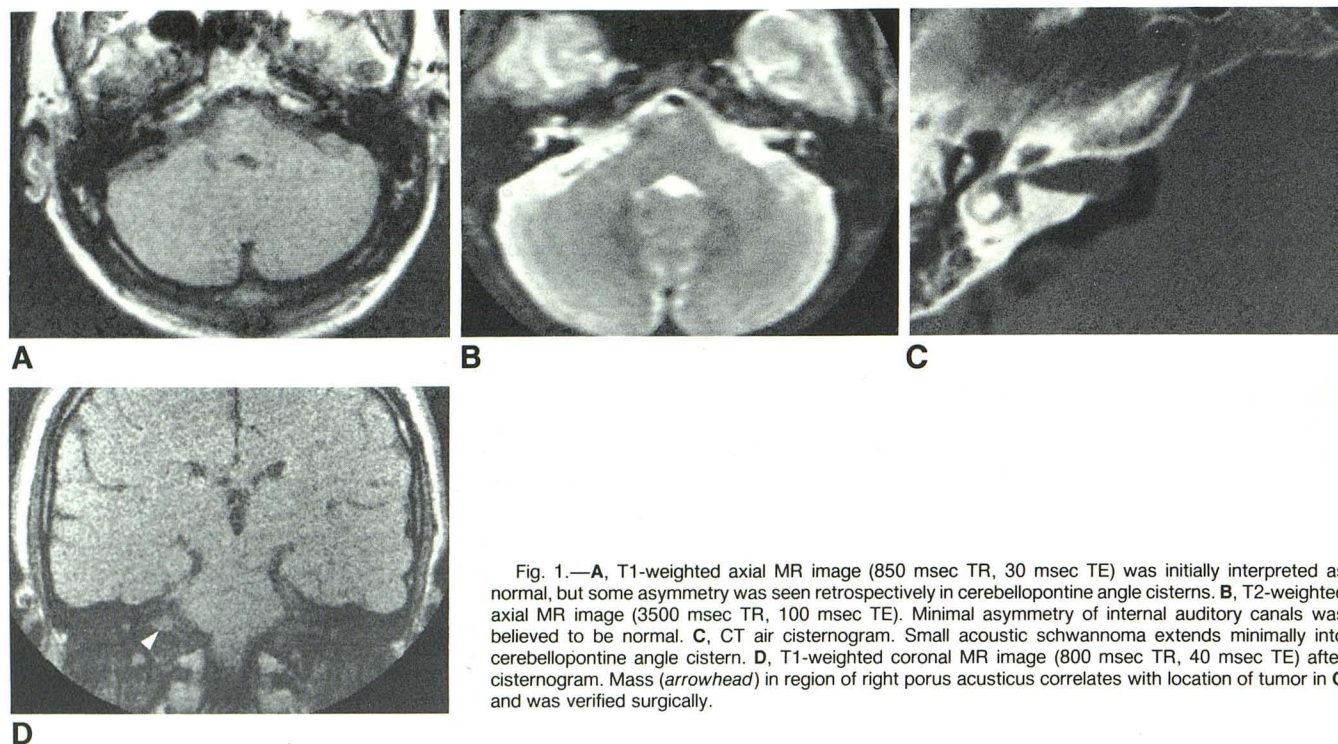 A
B
C
D
Fig. 1.—A, T1-weighted axial MR image (850 msec TR, 30 msec TE) was initially interpreted as
normal, but some asymmetry was seen retrospectively in cerebellopontine angle cisterns. B, T2-weighted
axial MR image (3500 msec TR, 100 msec TE). Minimal asymmetry of internal auditory canals was
believed to be normal. C, CT air cisternogram. Small acoustic schwannoma extends minimally into
cerebellopontine angle cistern. D, T1-weighted coronal MR image (800 msec TR, 40 msec TE) after
cisternogram. Mass (arrowhead) in region of right porus acusticus correlates with location of tumor in C
and was verified surgically.